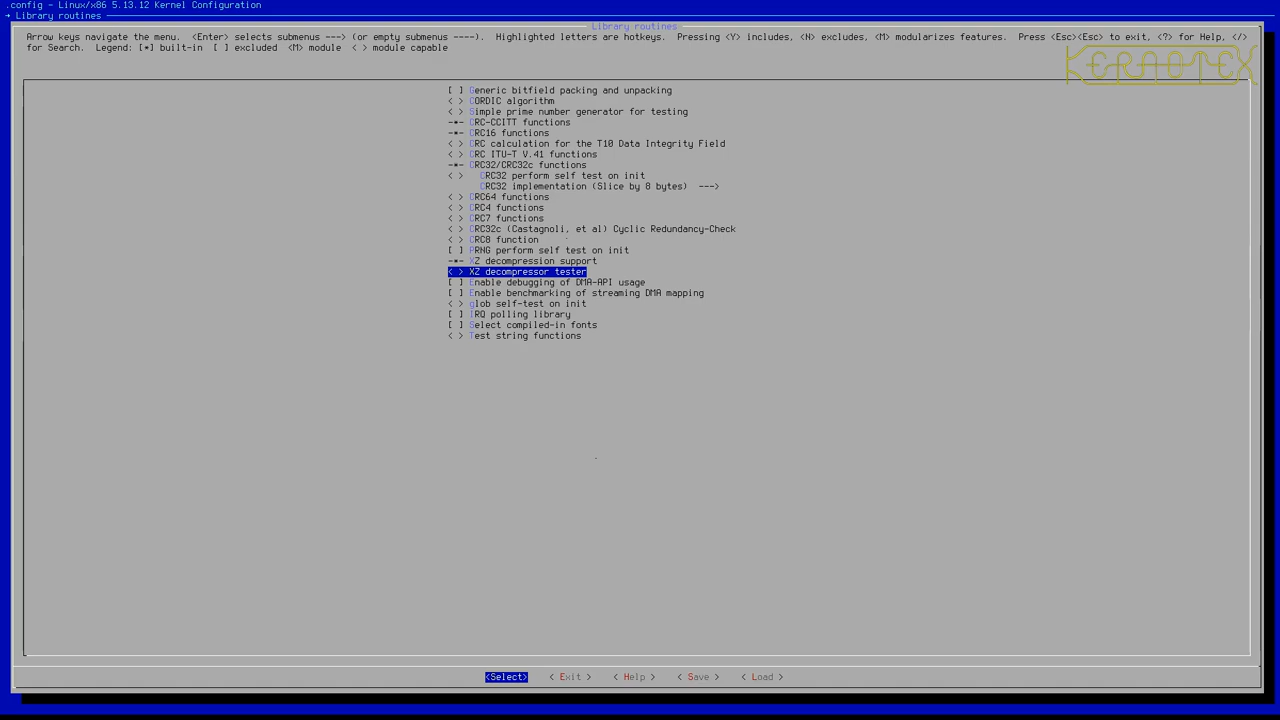 .config - Linux/x86 5.13.12 Kernel Configuration
→ Library routines
Library routines
Arrow keys navigate the menu.  <Enter> selects submenus ---> (or empty submenus ----).  Highlighted letters are hotkeys.  Pressing <Y> includes, <N> excludes, <M> modularizes features.  Press <Esc><Esc> to exit, <?> for Help, </>
for Search.  Legend: [*] built-in  [ ] excluded  <M> module  < > module capable
KERAOTEX
[ ] Generic bitfield packing and unpacking
< > CORDIC algorithm
< > Simple prime number generator for testing
-*- CRC-CCITT functions
-*- CRC16 functions
< > CRC calculation for the T10 Data Integrity Field
< > CRC ITU-T V.41 functions
-*- CRC32/CRC32c functions
< >   CRC32 perform self test on init
CRC32 implementation (Slice by 8 bytes)  --->
< > CRC64 functions
< > CRC4 functions
< > CRC7 functions
< > CRC32c (Castagnoli, et al) Cyclic Redundancy-Check
< > CRC8 function
[ ] PRNG perform self test on init
-*- XZ decompression support
< > XZ decompressor tester
[ ] Enable debugging of DMA-API usage
[ ] Enable benchmarking of streaming DMA mapping
< > glob self-test on init
[ ] IRQ polling library
[ ] Select compiled-in fonts
< > Test string functions
<Select>    < Exit >    < Help >    < Save >    < Load >